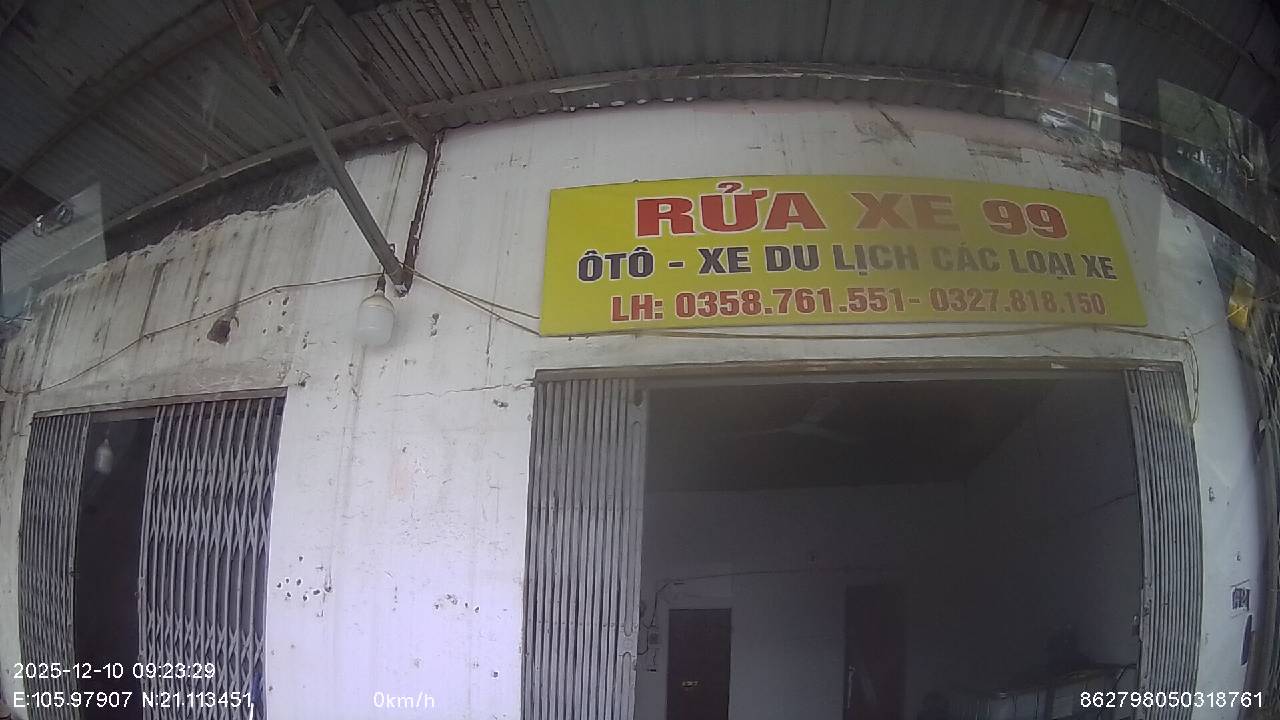 RỬA XE 99
ÔTÔ - XE DU LỊCH CÁC LOẠI XE
LH: 0358.761.551- 0327.818.150
2025-12-10 09:23:29
E:105.97907 N:21.113451
0km/h
862798050318761